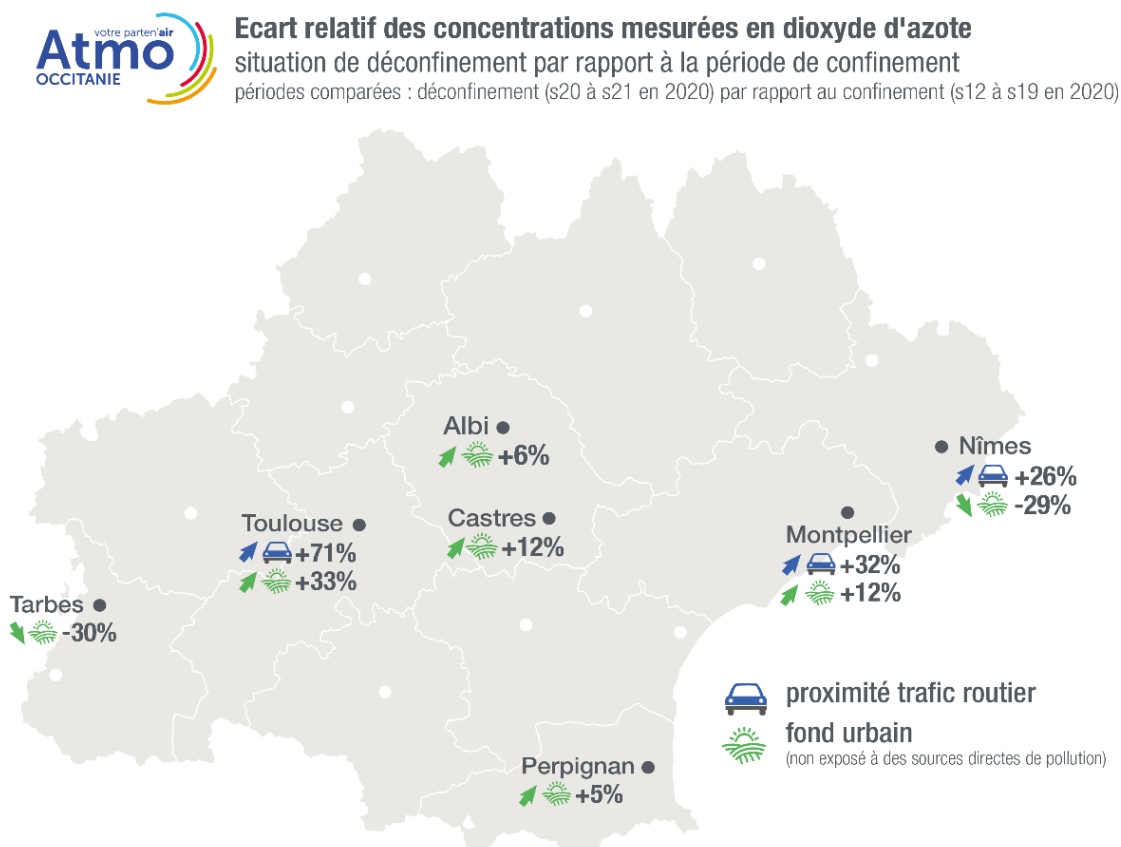 votre parten'air
Atmo
OCCITANIE
Ecart relatif des concentrations mesurées en dioxyde d'azote
situation de déconfinement par rapport à la période de confinement
périodes comparées : déconfinement (s20 à s21 en 2020) par rapport au confinement (s12 à s19 en 2020)
Albi
+6%
Nîmes
+26%
-29%
Toulouse
+71%
+33%
Castres
+12%
Montpellier
+32%
+12%
Tarbes
-30%
proximité trafic routier
fond urbain
(non exposé à des sources directes de pollution)
Perpignan
+5%